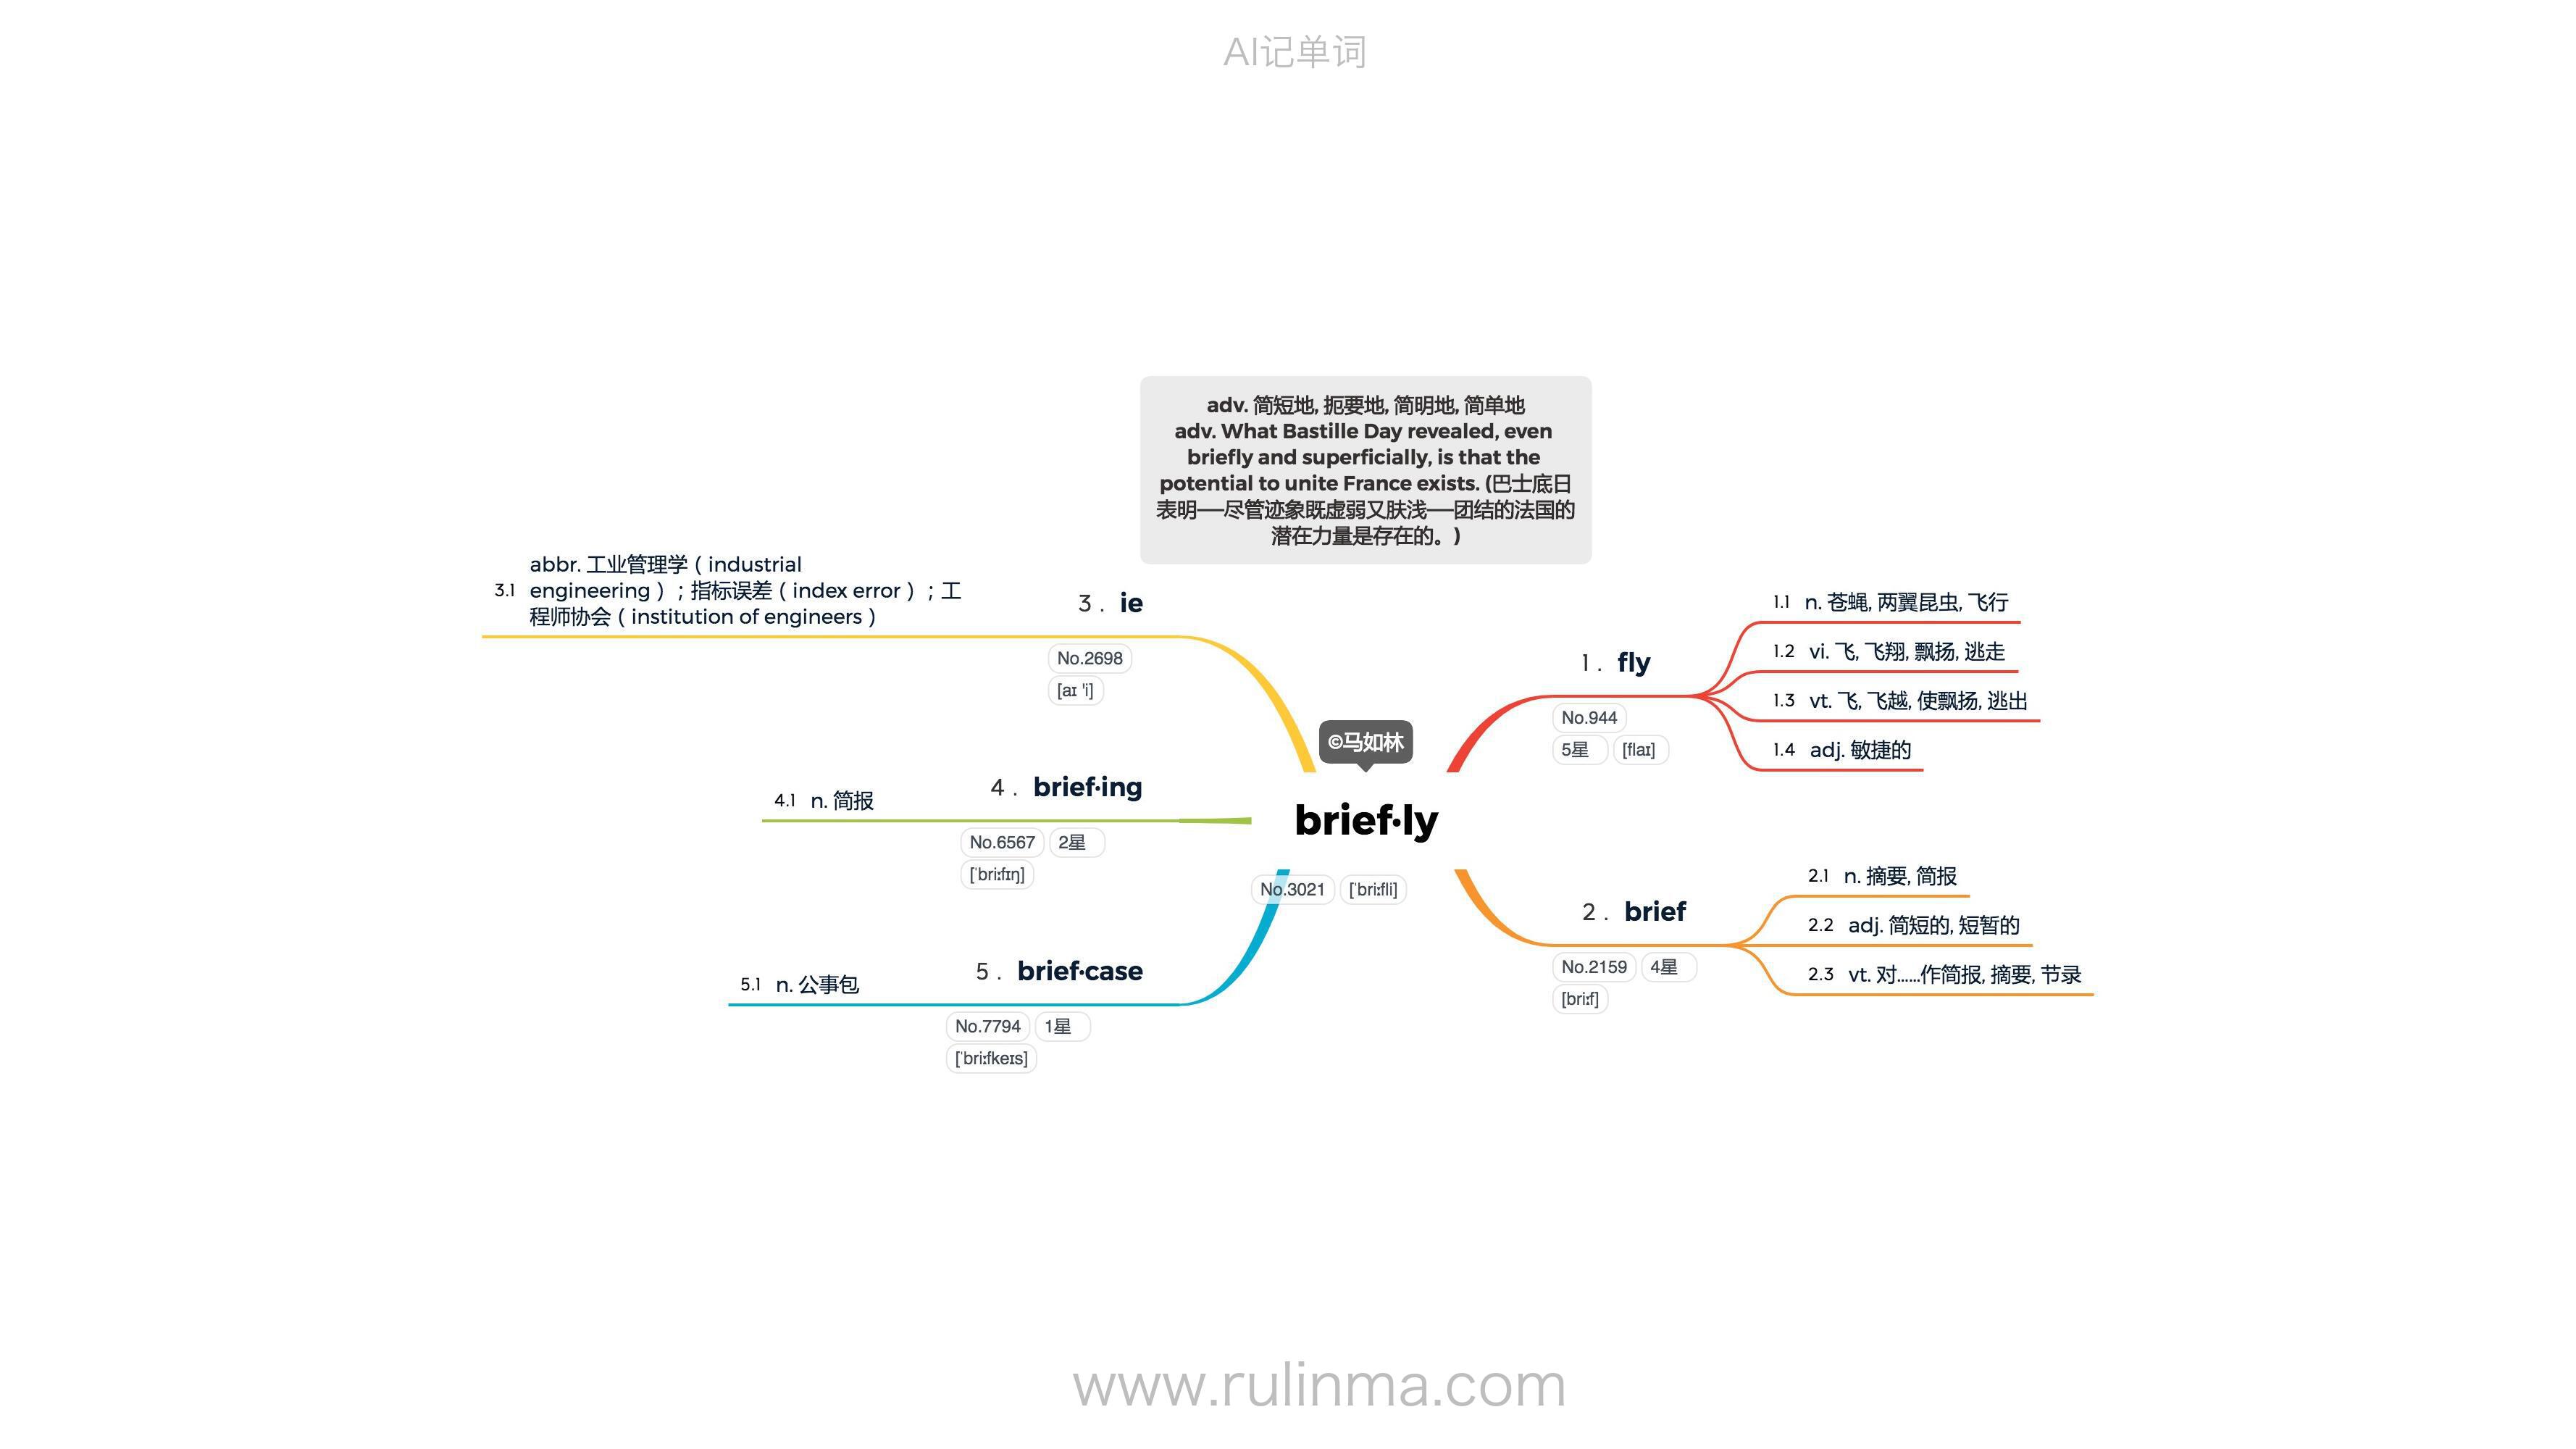 AI记单词
adv. 简短地, 扼要地, 简明地, 简单地
adv. What Bastille Day revealed, even
briefly and superficially, is that the
potential to unite France exists. (巴士底日
表明——尽管迹象既虚弱又肤浅——团结的法国的
潜在力量是存在的。)
©马如林
brief·ly
No.3021 ['briːfli]
1. fly
No.944
5星 [flaɪ]
1.1 n. 苍蝇, 两翼昆虫, 飞行
1.2 vi. 飞, 飞翔, 飘扬, 逃走
1.3 vt. 飞, 飞越, 使飘扬, 逃出
1.4 adj. 敏捷的
2. brief
No.2159 4星
[briːf]
2.1 n. 摘要, 简报
2.2 adj. 简短的, 短暂的
2.3 vt. 对……作简报, 摘要, 节录
3. ie
No.2698
[aɪ 'i]
3.1 abbr. 工业管理学（industrial
engineering）；指标误差（index error）；工
程师协会（institution of engineers）
4. brief·ing
No.6567 2星
['briːfɪŋ]
4.1 n. 简报
5. brief·case
No.7794 1星
['briːfkeɪs]
5.1 n. 公事包
www.rulinma.com